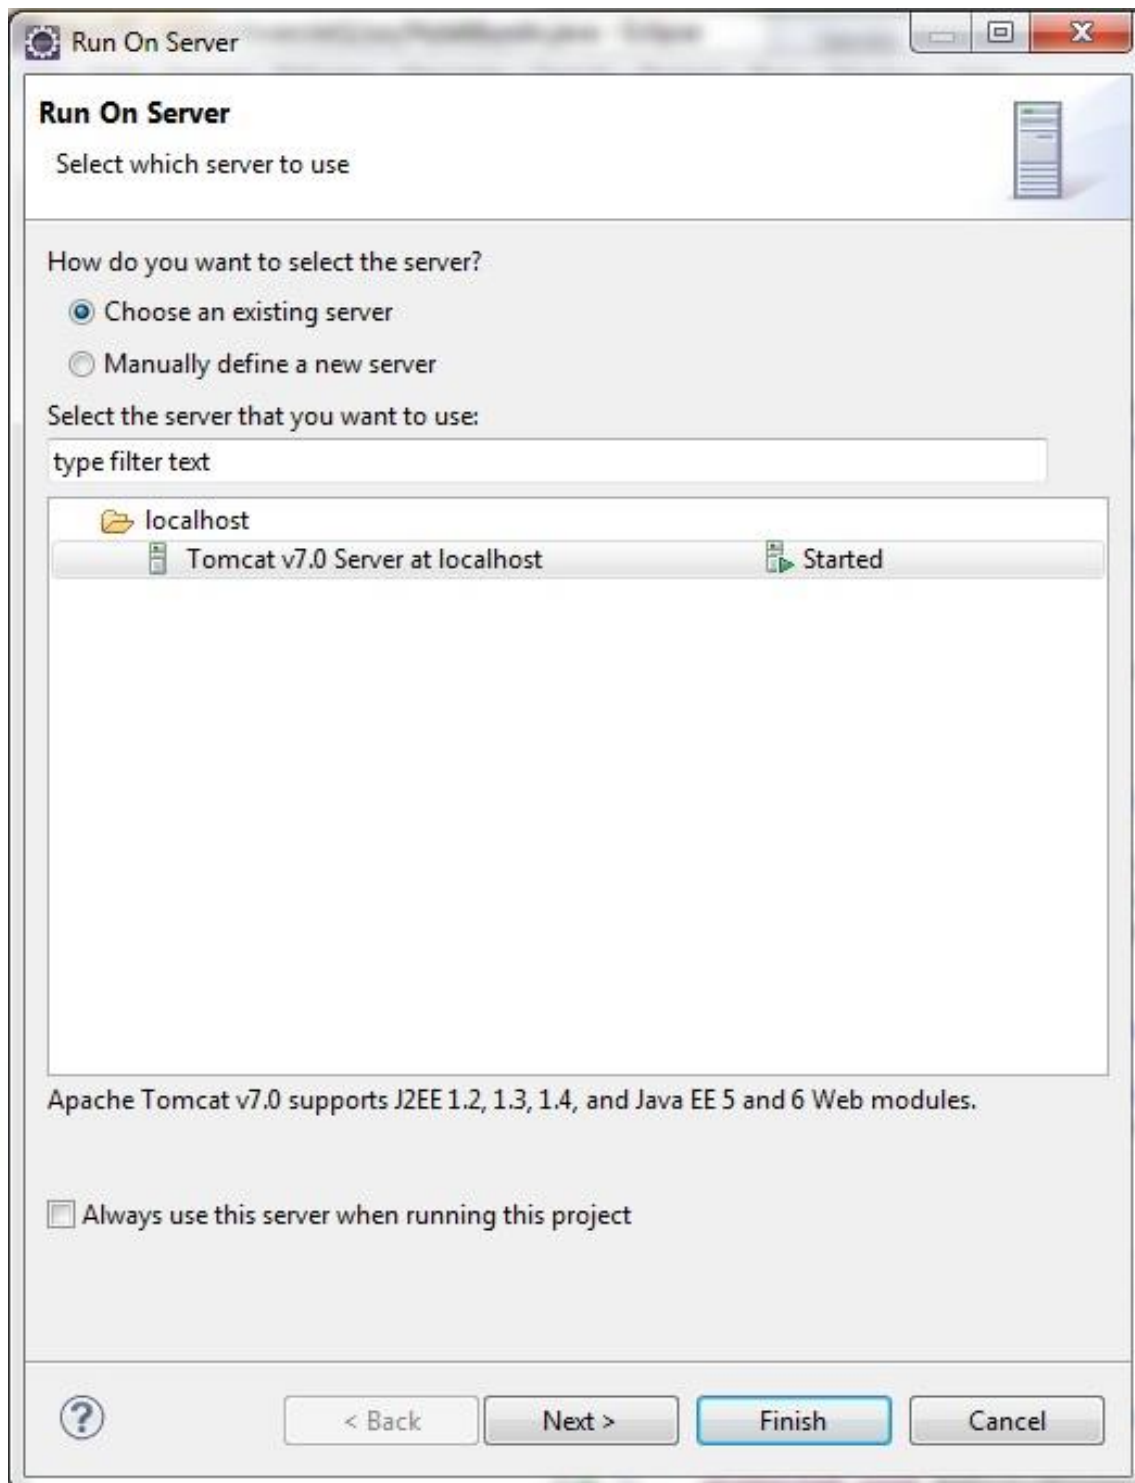 Run On Server
Run On Server
Select which server to use
How do you want to select the server?
Choose an existing server
Manually define a new server
Select the server that you want to use:
type filter text
localhost
Tomcat v7.0 Server at localhost Started
Apache Tomcat v7.0 supports J2EE 1.2, 1.3, 1.4, and Java EE 5 and 6 Web modules.
Always use this server when running this project
? < Back Next > Finish Cancel